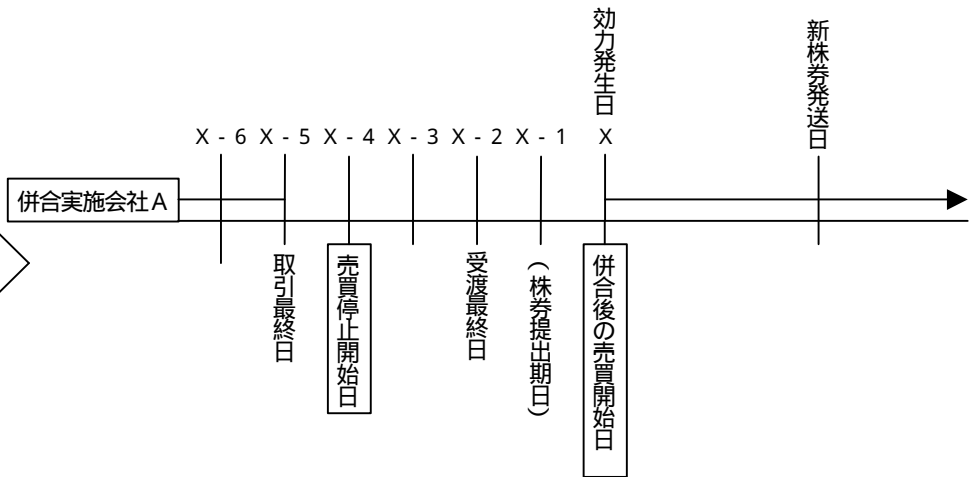 効力発生日
新株券発送日
X - 6 X - 5 X - 4 X - 3 X - 2 X - 1 X
併合実施会社A
取引最終日
売買停止開始日
受渡最終日
(株券提出期日)
併合後の売買開始日